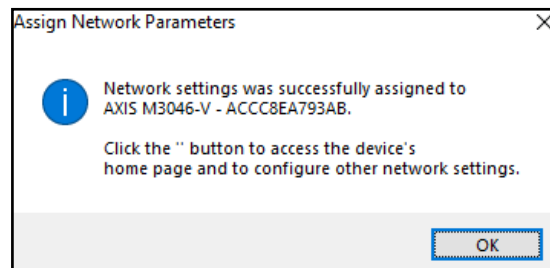 Assign Network Parameters
Network settings was successfully assigned to
AXIS M3046-V - ACCC8EA793AB.
Click the '' button to access the device's
home page and to configure other network settings.
OK